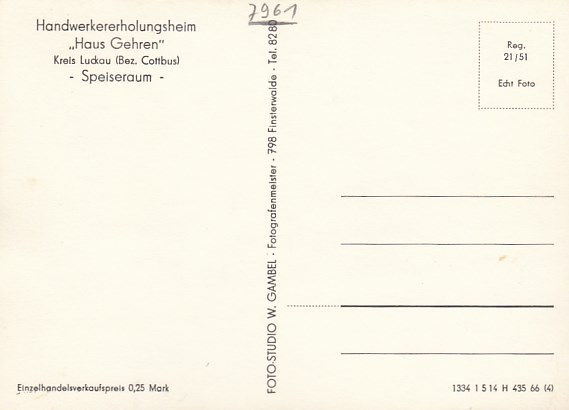 7961
Handwerkererholungsheim
„Haus Gehren"
Kreis Luckau (Bez. Cottbus)
- Speiseraum -
FOTO-STUDIO W. GAMBEL · Fotografenmeister · 798 Finsterwalde · Tel. 8280
Reg.
21/51
Echt Foto
Einzelhandelsverkaufspreis 0,25 Mark
1334 1 5 14 H 435 66 (4)